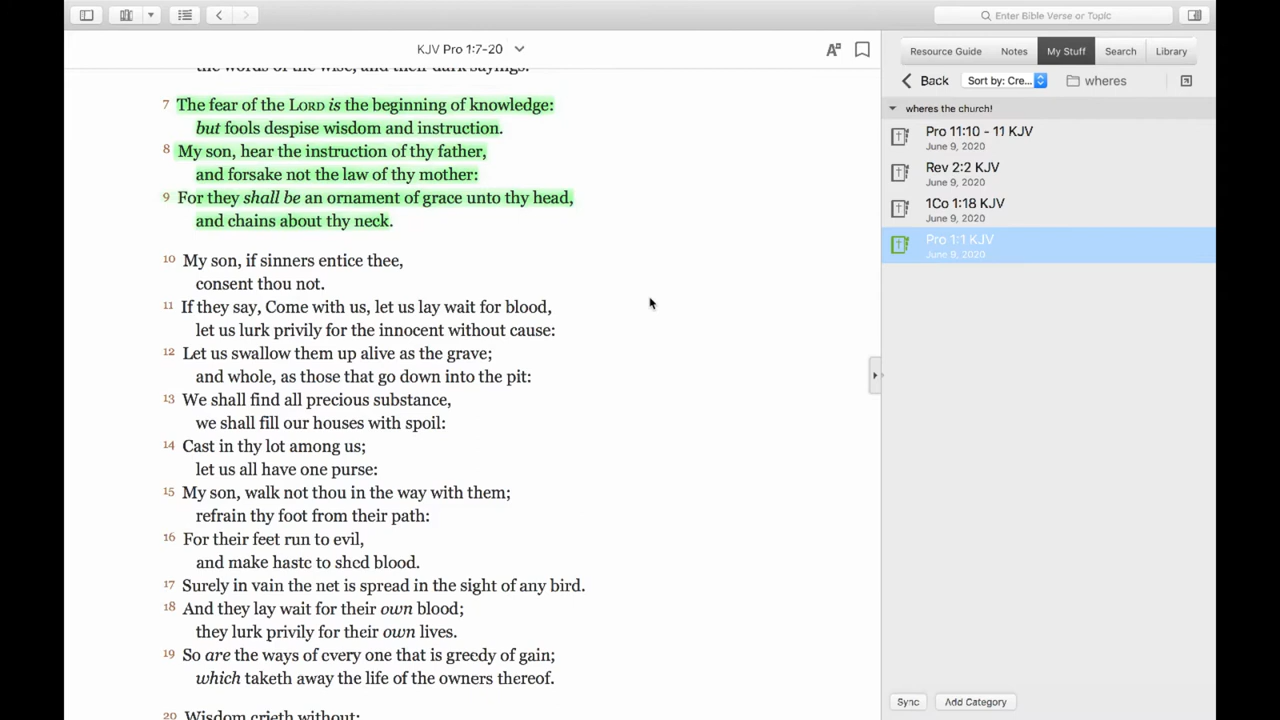 Enter Bible Verse or Topic
KJV Pro 1:7-20
the words of the wise, and their dark sayings.
7 The fear of the LORD is the beginning of knowledge:
but fools despise wisdom and instruction.
8 My son, hear the instruction of thy father,
and forsake not the law of thy mother:
9 For they shall be an ornament of grace unto thy head,
and chains about thy neck.
10 My son, if sinners entice thee,
consent thou not.
11 If they say, Come with us, let us lay wait for blood,
let us lurk privily for the innocent without cause:
12 Let us swallow them up alive as the grave;
and whole, as those that go down into the pit:
13 We shall find all precious substance,
we shall fill our houses with spoil:
14 Cast in thy lot among us;
let us all have one purse:
15 My son, walk not thou in the way with them;
refrain thy foot from their path:
16 For their feet run to evil,
and make haste to shed blood.
17 Surely in vain the net is spread in the sight of any bird.
18 And they lay wait for their own blood;
they lurk privily for their own lives.
19 So are the ways of every one that is greedy of gain;
which taketh away the life of the owners thereof.
20 Wisdom crieth without;
Resource Guide Notes My Stuff Search Library
Back Sort by: Cre... wheres
wheres the church!
Pro 11:10 - 11 KJV
June 9, 2020
Rev 2:2 KJV
June 9, 2020
1Co 1:18 KJV
June 9, 2020
Pro 1:1 KJV
June 9, 2020
Sync Add Category